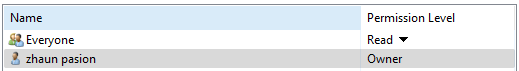 Name Permission Level
Everyone Read
zhaun pasion Owner